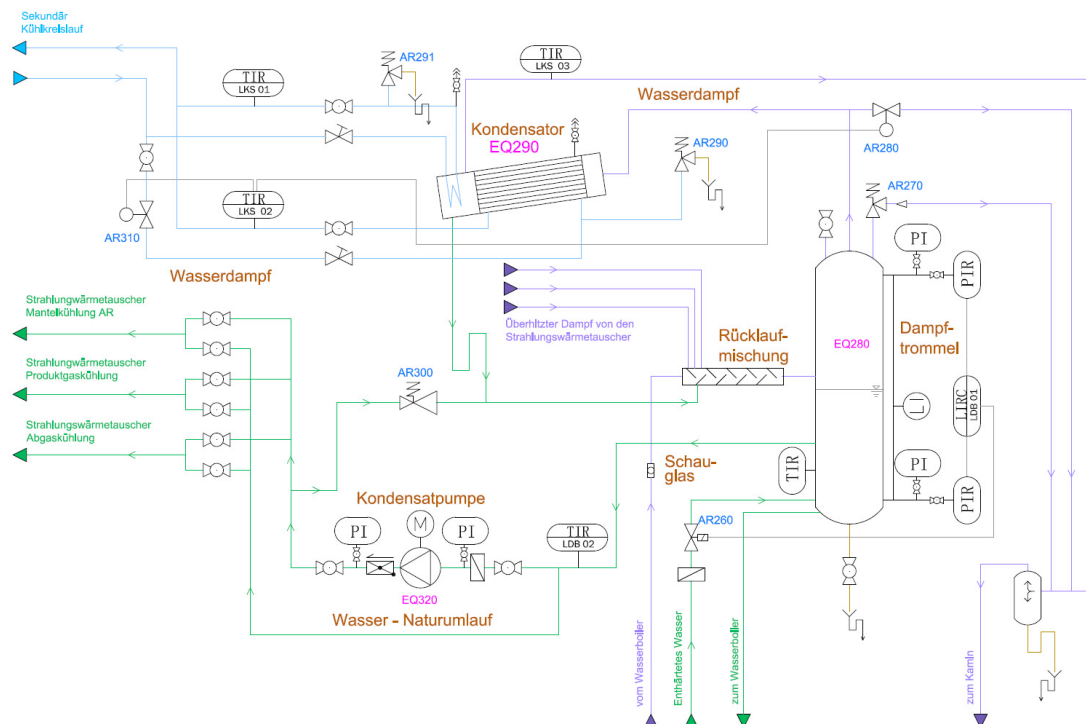 Sekundär
Kühlkreislauf
TIR
LKS 01
AR291
TIR
LKS 03
Wasserdampf
Kondensator
EQ290
AR290
AR280
AR270
TIR
LKS 02
AR310
Wasserdampf
PI
PIR
Strahlungwärmetauscher
Mantelkühlung AR
Strahlungwärmetauscher
Produktgaskühlung
Strahlungswärmetauscher
Abgaskühlung
Überhitzter Dampf von den
Strahlungswärmetauscher
Rücklauf-
mischung
EQ280
Dampf-
trommel
AR300
LI
LIRC
LDB 01
Schau-
glas
TIR
PI
PIR
Kondensatpumpe
PI
M
PI
TIR
LDB 02
AR260
EQ320
Wasser - Naturumlauf
vom Wasserboiler
Enthärtetes Wasser
zum Wasserboiler
zum Kamin